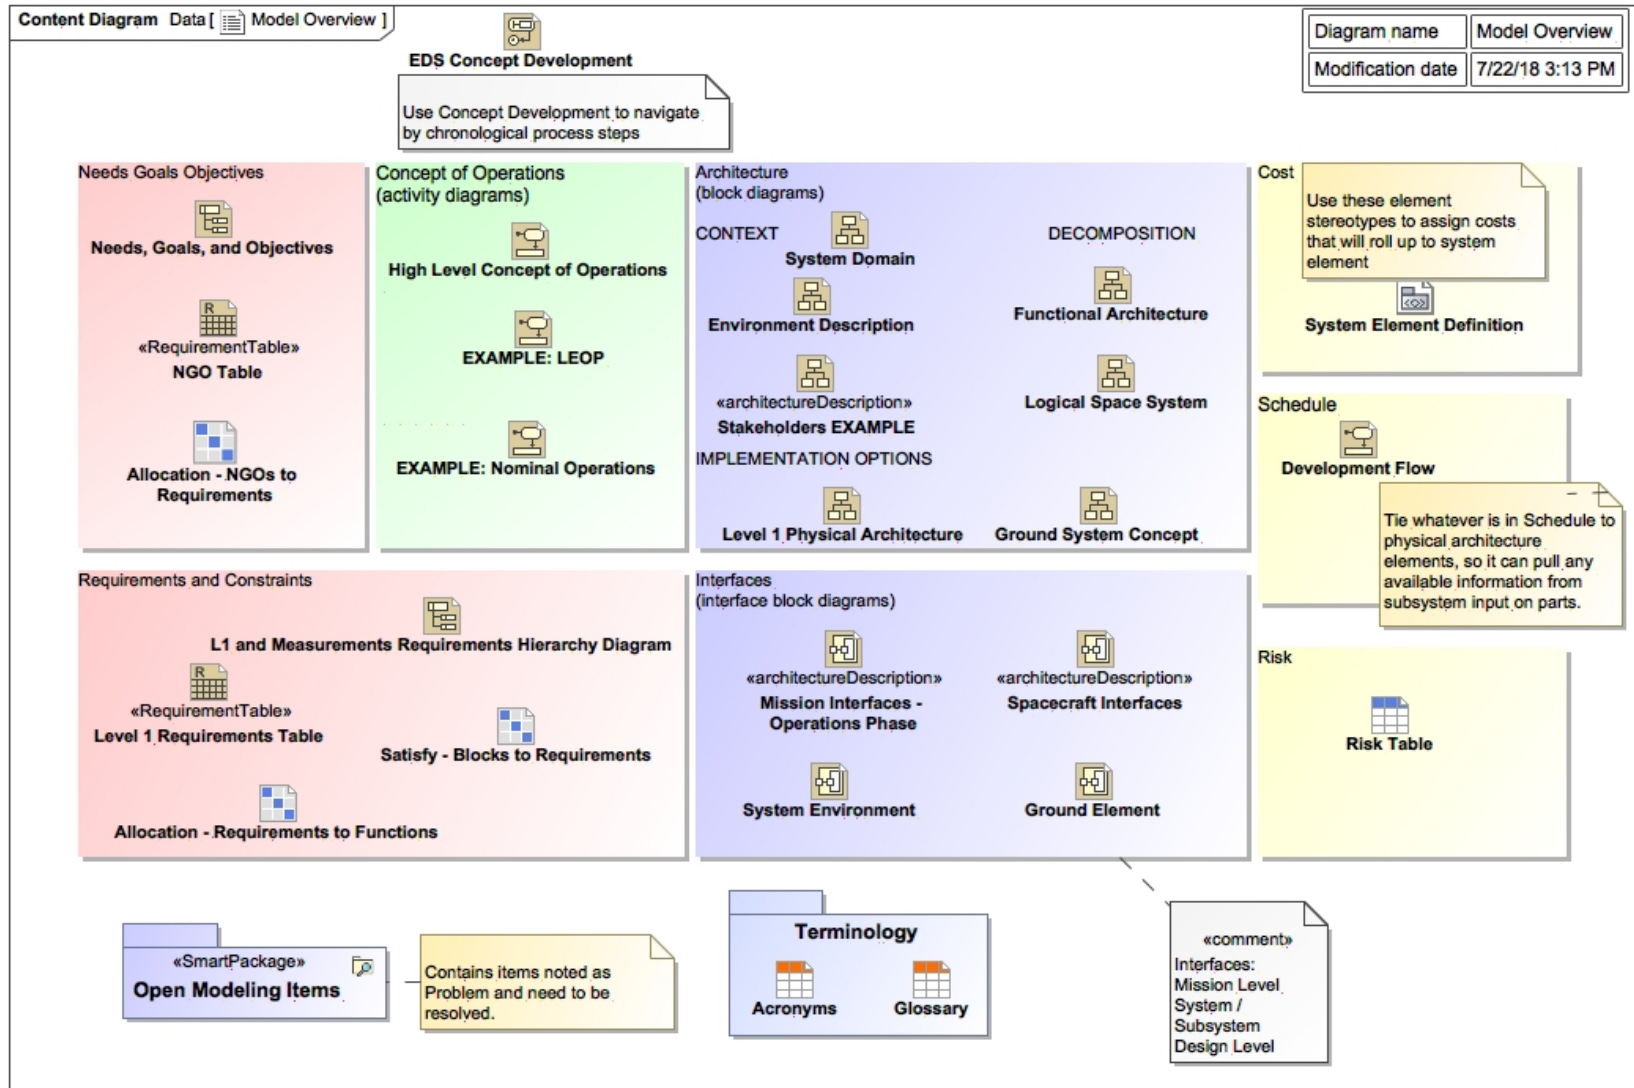 Content Diagram Data [ Model Overview ]
EDS Concept Development
Use Concept Development to navigate
by chronological process steps
Diagram name Model Overview
Modification date 7/22/18 3:13 PM
Needs Goals Objectives
Needs, Goals, and Objectives
R
«RequirementTable»
NGO Table
Allocation - NGOs to
Requirements
Concept of Operations
(activity diagrams)
High Level Concept of Operations
EXAMPLE: LEOP
EXAMPLE: Nominal Operations
Architecture
(block diagrams)
CONTEXT
System Domain
Environment Description
«architectureDescription»
Stakeholders EXAMPLE
DECOMPOSITION
Functional Architecture
Logical Space System
IMPLEMENTATION OPTIONS
Level 1 Physical Architecture
Ground System Concept
Cost
Use these element
stereotypes to assign costs
that will roll up to system
element
System Element Definition
Schedule
Development Flow
Tie whatever is in Schedule to
physical architecture
elements, so it can pull any
available information from
subsystem input on parts.
Requirements and Constraints
L1 and Measurements Requirements Hierarchy Diagram
R
«RequirementTable»
Level 1 Requirements Table
Satisfy - Blocks to Requirements
Allocation - Requirements to Functions
Interfaces
(interface block diagrams)
«architectureDescription»
Mission Interfaces -
Operations Phase
«architectureDescription»
Spacecraft Interfaces
System Environment
Ground Element
Risk
Risk Table
«SmartPackage»
Open Modeling Items
Contains items noted as
Problem and need to be
resolved.
Terminology
Acronyms
Glossary
«comment»
Interfaces:
Mission Level
System /
Subsystem
Design Level